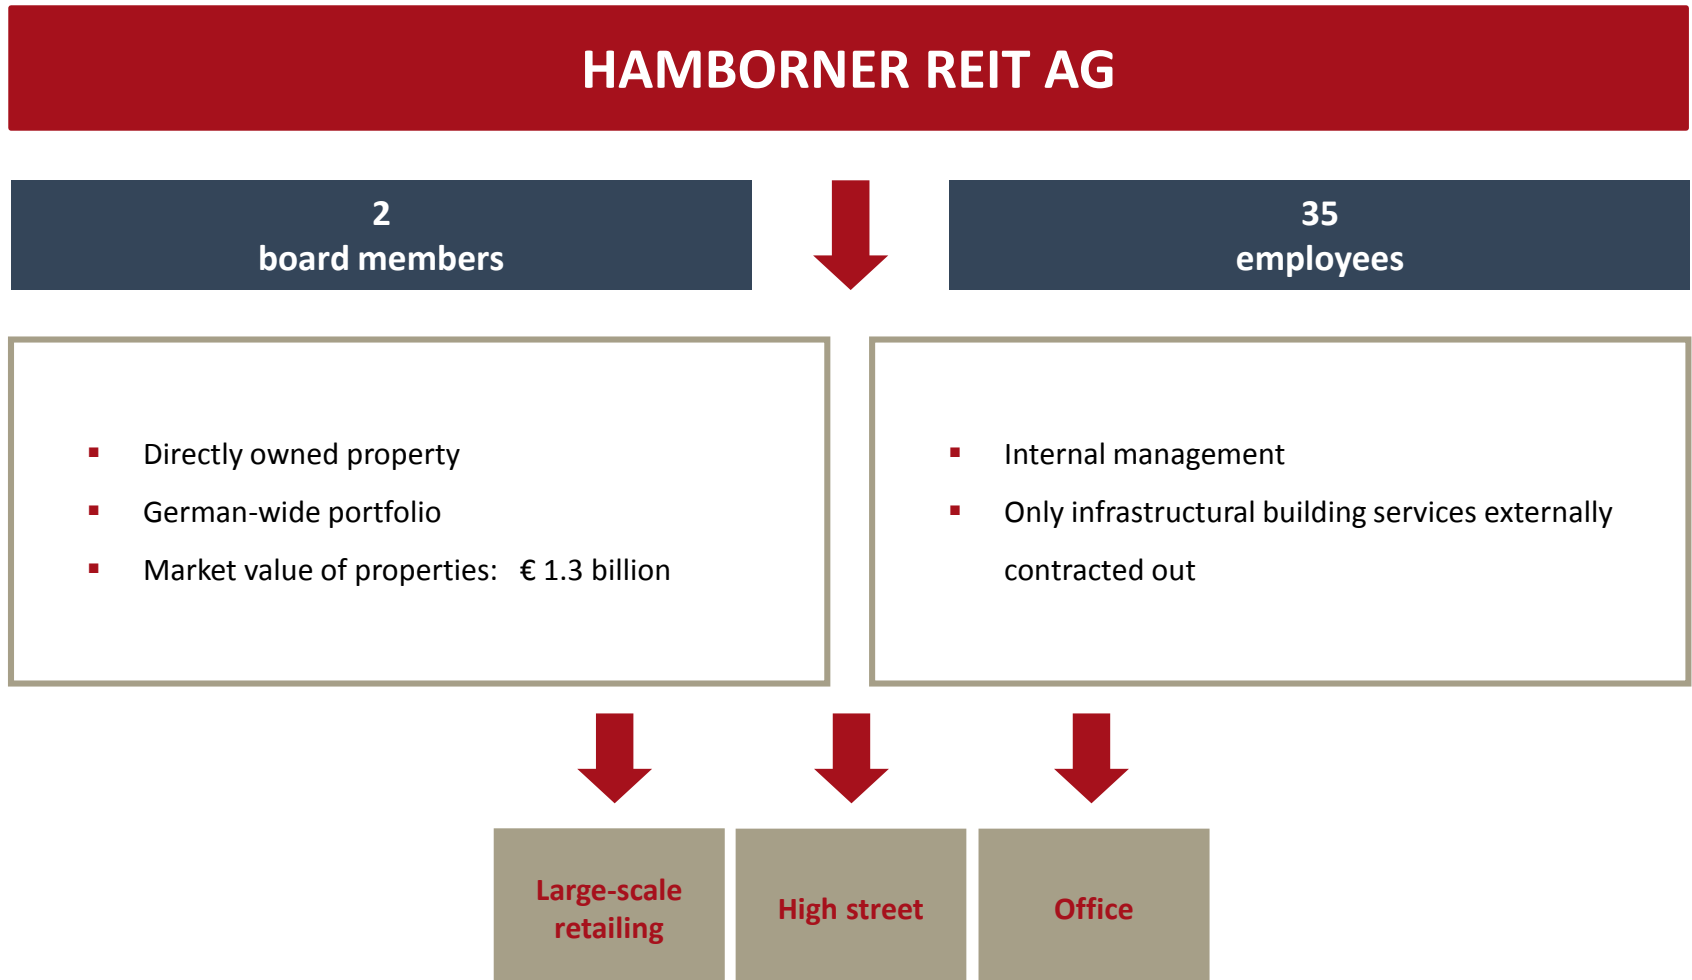 HAMBORNER REIT AG
2
board members
35
employees
▪ Directly owned property
▪ German-wide portfolio
▪ Market value of properties: € 1.3 billion
▪ Internal management
▪ Only infrastructural building services externally
contracted out
Large-scale
retailing
High street
Office